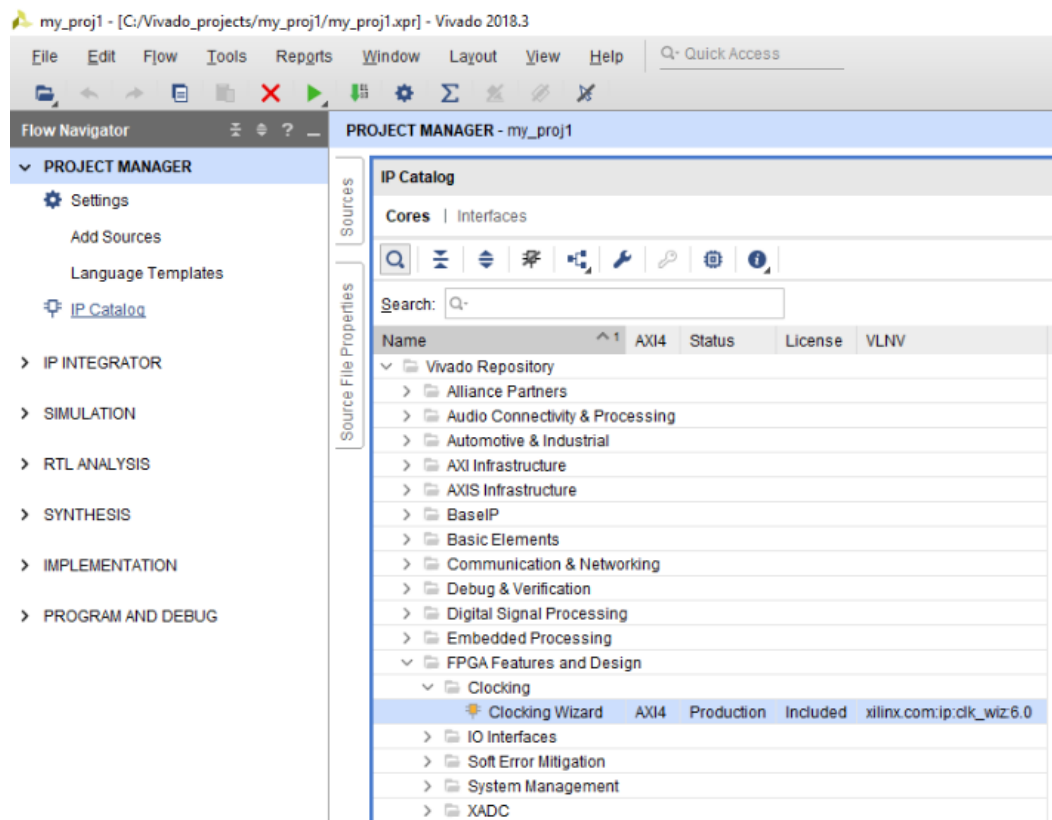 my_proj1 - [C:/Vivado_projects/my_proj1/my_proj1.xpr] - Vivado 2018.3
File Edit Flow Tools Reports Window Layout View Help Q- Quick Access
Flow Navigator ? _
PROJECT MANAGER - my_proj1
PROJECT MANAGER
Settings
Add Sources
Language Templates
IP Catalog
IP INTEGRATOR
SIMULATION
RTL ANALYSIS
SYNTHESIS
IMPLEMENTATION
PROGRAM AND DEBUG
Sources
Source File Properties
IP Catalog
Cores | Interfaces
Search: Q-
Name 1 AXI4 Status License VLNV
Vivado Repository
Alliance Partners
Audio Connectivity & Processing
Automotive & Industrial
AXI Infrastructure
AXIS Infrastructure
BaseIP
Basic Elements
Communication & Networking
Debug & Verification
Digital Signal Processing
Embedded Processing
FPGA Features and Design
Clocking
Clocking Wizard AXI4 Production Included xilinx.com:ip:clk_wiz:6.0
IO Interfaces
Soft Error Mitigation
System Management
XADC